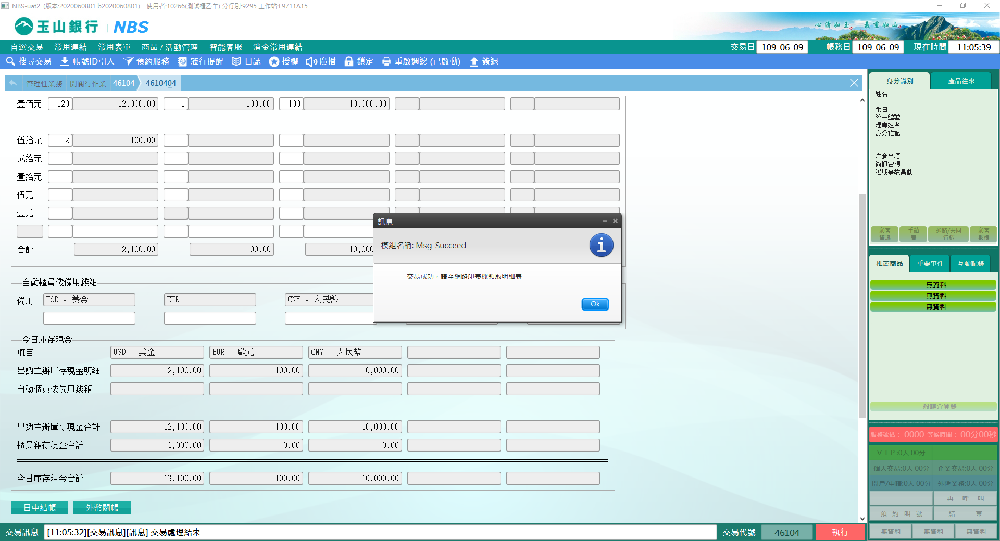 NBS-uat2 (版本:2020060801.b2020060801) 使用者:10266(測試櫃乙午) 分行別:9295 工作站:L9711A15
玉山銀行 | NBS
心清如玉。義重如山。
自選交易 常用連結 常用表單 商品 / 活動管理 智能客服 消金常用連結 交易日 109-06-09 帳務日 109-06-09 現在時間 11:05:39
搜尋交易 帳號ID引入 預約服務 蒞行提醒 日誌 授權 廣播 鎖定 重啟週邊 (已啟動) 簽退
管理性業務 開關行作業 46104 4610404
壹佰元 120 12,000.00 1 100.00 100 10,000.00
伍拾元 2 100.00
貳拾元
壹拾元
伍元
壹元
合計 12,100.00 100.00 10,000
自動櫃員機備用錢箱
備用 USD - 美金 EUR CNY - 人民幣
今日庫存現金
項目 USD - 美金 EUR - 歐元 CNY - 人民幣
出納主辦庫存現金明細 12,100.00 100.00 10,000.00
自動櫃員機備用錢箱
出納主辦庫存現金合計 12,100.00 100.00 10,000.00
櫃員箱存現金合計 1,000.00 0.00 0.00
今日庫存現金合計 13,100.00 100.00 10,000.00
日中結帳 外幣關帳
訊息
模組名稱: Msg_Succeed
交易成功，請至網路印表機領取明細表
Ok
身分識別 產品往來
姓名
生日
統一編號
理專姓名
身分註記
注意事項
簡訊密碼
近期事故異動
顧客資訊 手續費 通路/共同行銷 顧客影像
推薦商品 重要事件 互動記錄
無資料
無資料
無資料
一般轉介登錄
服務號碼： 0000 等候時間： 00分00秒
ＶＩＰ:0人 00分
個人交易:0人 00分 企業交易:0人 00分
開戶/申請:0人 00分 外匯業務:0人 00分
再 呼 叫
預 約 叫 號 結 束
無資料 無資料 無資料
交易訊息 [11:05:32][交易訊息][訊息] 交易處理結束 交易代號 46104 執行